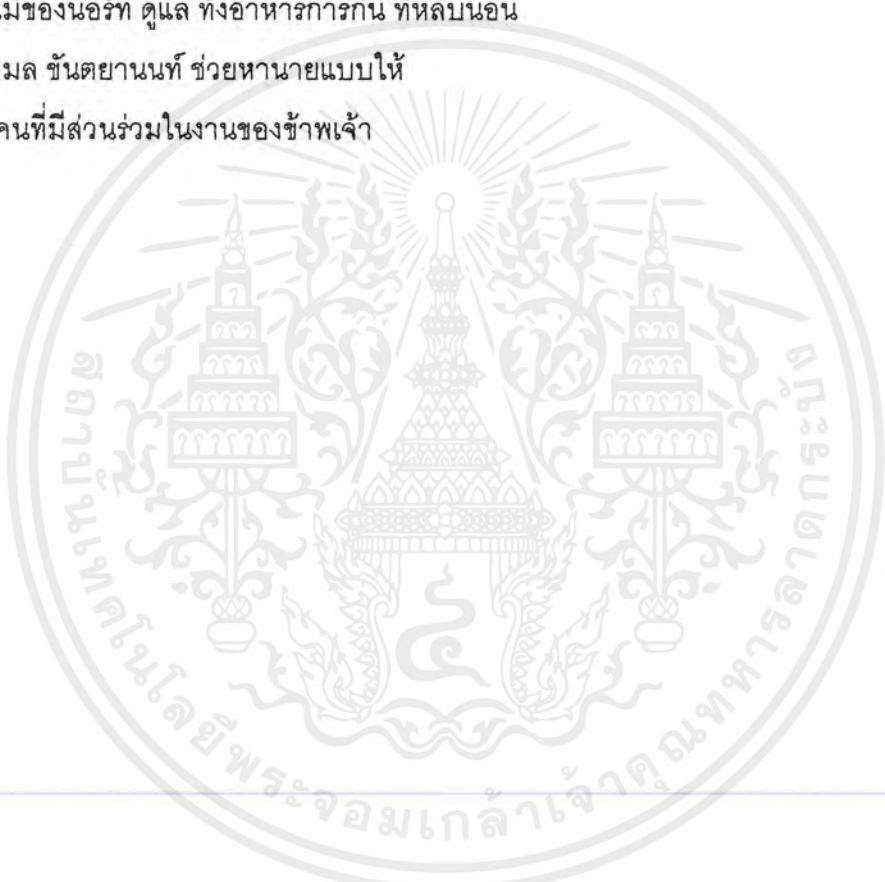 ของนอร์ท ดูแล ทั้งอาหารการกิน ที่หลับนอน
มล ขันตยานนท์ ช่วยหานายแบบให้
คนที่มีส่วนร่วมในงานของข้าพเจ้า
สถาบันเทคโนโลยีพระจอมเกล้าเจ้าคุณทหารลาดกระบัง
๔